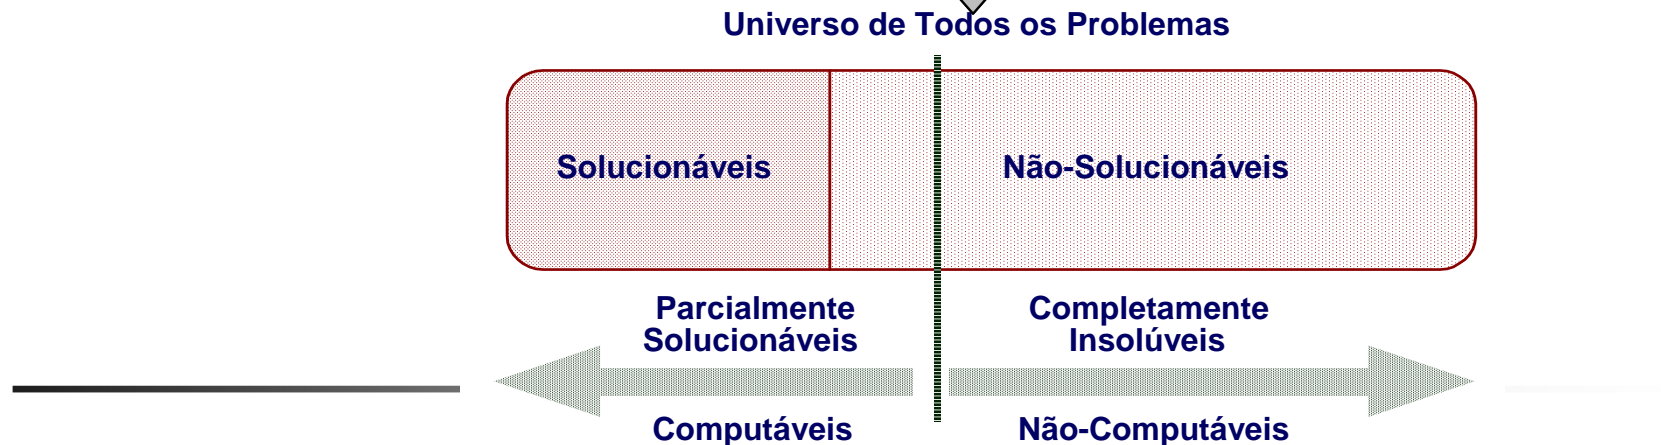 Universo de Todos os Problemas
Solucionáveis
Não-Solucionáveis
Parcialmente
Solucionáveis
Completamente
Insolúveis
Computáveis
Não-Computáveis